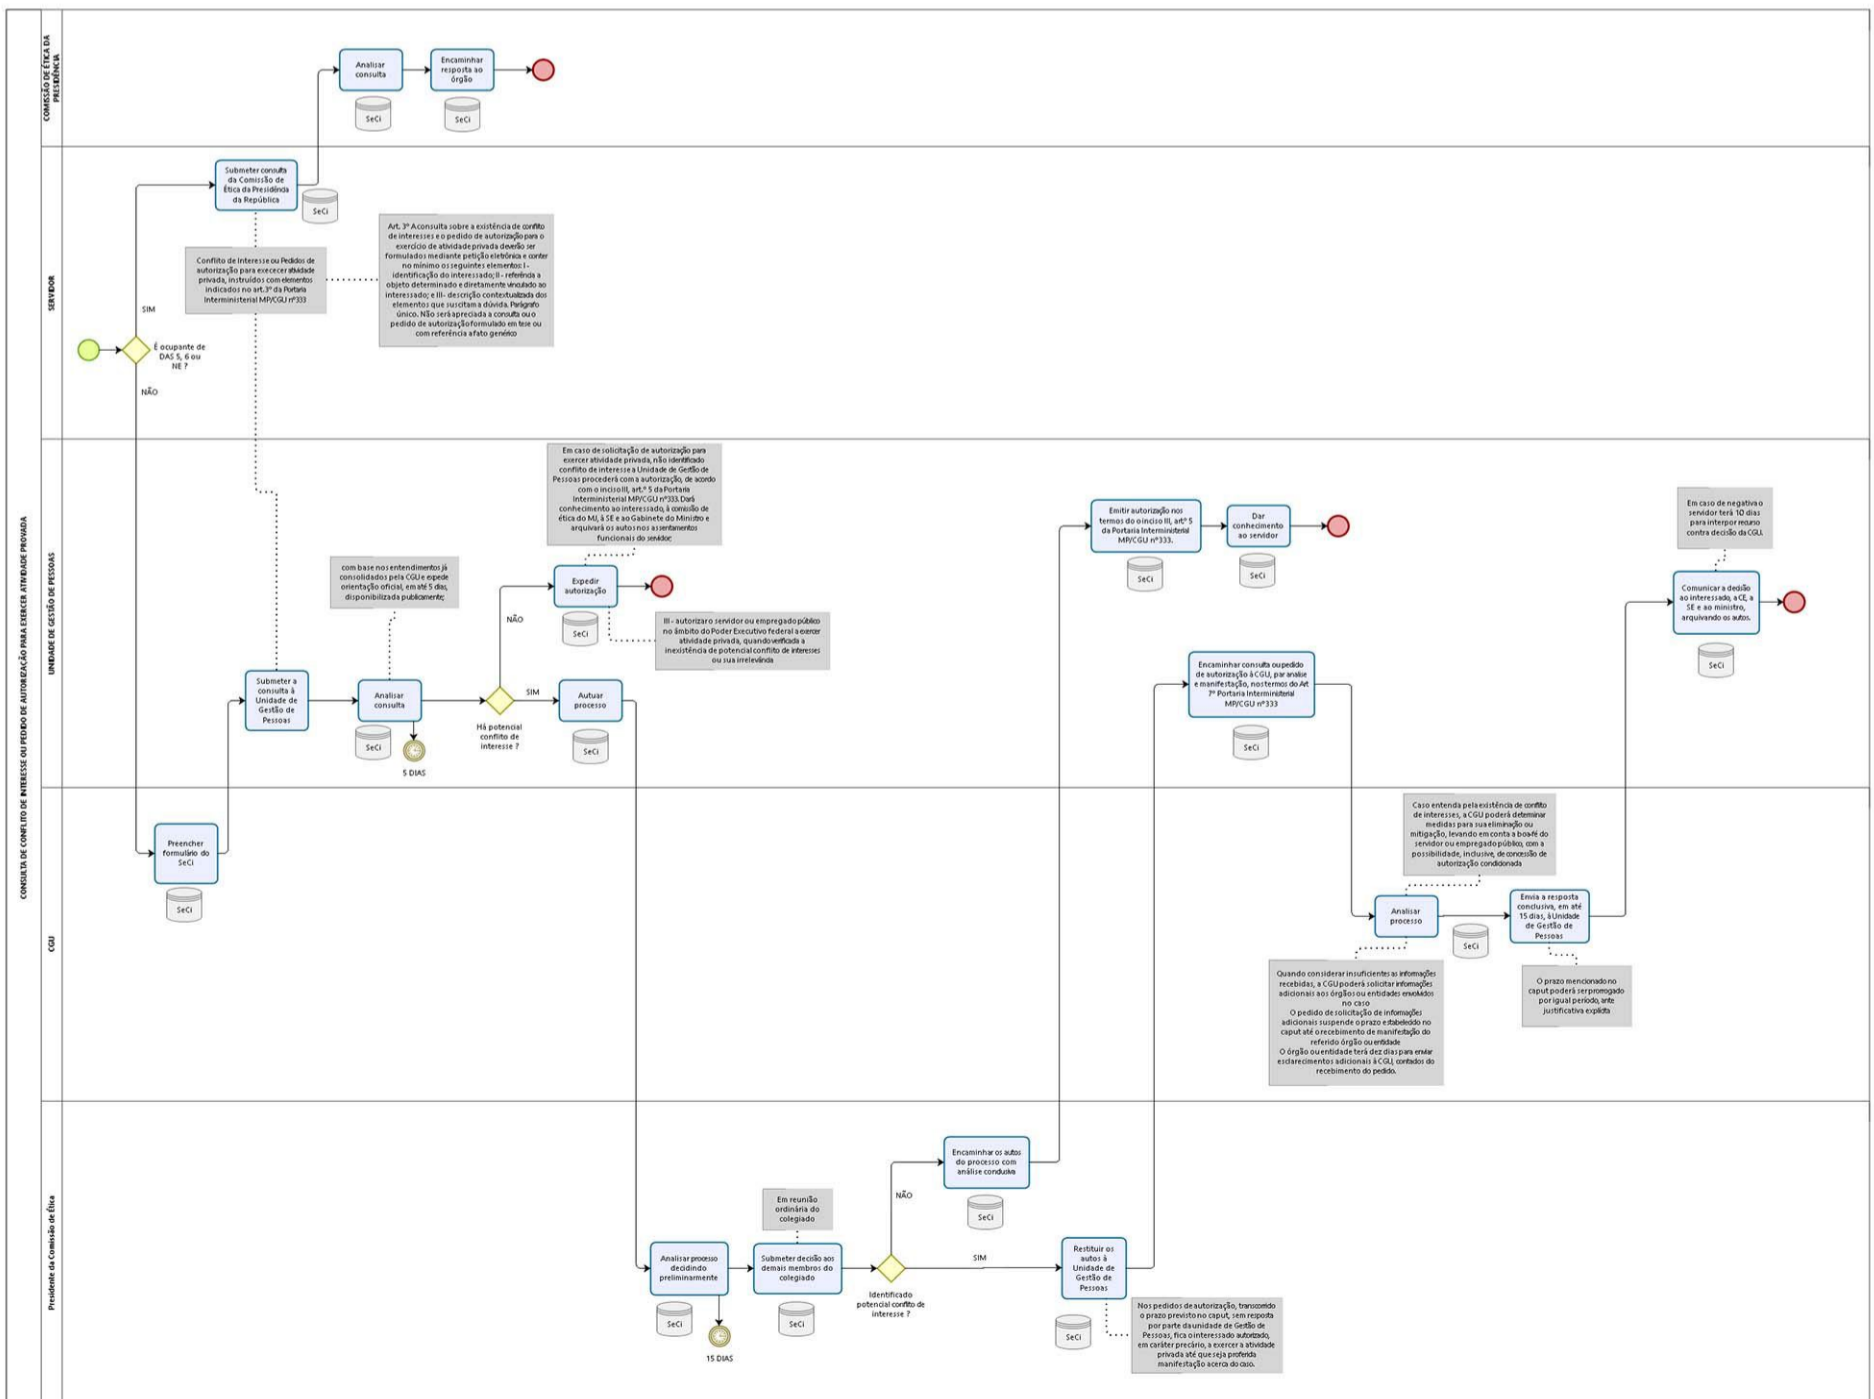 CONSULTA DE CONFLITO DE INTERESSE OU PEDIDO DE AUTORIZAÇÃO PARA EXERCER ATIVIDADE PROVADA
COMISSÃO DE ÉTICA DA
PRESIDÊNCIA
Analisar
consulta
SeCi
Encaminhar
resposta ao
órgão
SeCi
SERVIDOR
Submeter consulta
da Comissão de
Ética da Presidência
da República
SeCi
Conflito de Interesse ou Pedidos de
autorização para exececer atividade
privada, instruídos com elementos
indicados no art.3º da Portaria
Interministerial MP/CGU nº333
Art. 3º A consulta sobre a existência de conflito
de interesses e o pedido de autorização para o
exercício de atividade privada deverão ser
formulados mediante petição eletrônica e conter
no mínimo os seguintes elementos: I -
identificação do interessado; II - referência a
objeto determinado e diretamente vinculado ao
interessado; e III - descrição contextualizada dos
elementos que suscitam a dúvida. Parágrafo
único. Não será apreciada a consulta ou o
pedido de autorização formulado em tese ou
com referência a fato genérico
SIM
É ocupante de
DAS 5, 6 ou
NE ?
NÃO
UNIDADE DE GESTÃO DE PESSOAS
Em caso de solicitação de autorização para
exercer atividade privada, não identificado
conflito de interesse a Unidade de Gestão de
Pessoas procederá com a autorização, de acordo
com o inciso III, art.º 5 da Portaria
Interministerial MP/CGU nº333. Dará
conhecimento ao interessado, à comissão de
ética do MJ, à SE e ao Gabinete do Ministro e
arquivará os autos nos assentamentos
funcionais do servidor;
com base nos entendimentos já
consolidados pela CGU e expede
orientação oficial, em até 5 dias,
disponibilizada publicamente;
Expedir
autorização
SeCi
NÃO
III - autorizar o servidor ou empregado público
no âmbito do Poder Executivo federal a exercer
atividade privada, quando verificada a
inexistência de potencial conflito de interesses
ou sua irrelevância
Submeter a
consulta à
Unidade de
Gestão de
Pessoas
Analisar
consulta
SeCi
5 DIAS
Há potencial
conflito de
interesse ?
SIM
Autuar
processo
SeCi
Emitir autorização nos
termos do o inciso III, art.º 5
da Portaria Interministerial
MP/CGU nº333.
SeCi
Dar
conhecimento
ao servidor
SeCi
Encaminhar consulta ou pedido
de autorização à CGU, par analise
e manifestação, nos termos do Art
7º Portaria Interministerial
MP/CGU nº333
SeCi
Em caso de negativa o
servidor terá 10 dias
para interpor recurso
contra decisão da CGU.
Comunicar a decisão
ao interessado, a CE, a
SE e ao ministro,
arquivando os autos.
SeCi
CGU
Preencher
formulário do
SeCi
SeCi
Caso entenda pela existência de conflito
de interesses, a CGU poderá determinar
medidas para sua eliminação ou
mitigação, levando em conta a boa-fé do
servidor ou empregado público, com a
possibilidade, inclusive, de concessão de
autorização condicionada
Analisar
processo
SeCi
Envia a resposta
conclusiva, em até
15 dias, à Unidade
de Gestão de
Pessoas
Quando considerar insuficientes as informações
recebidas, a CGU poderá solicitar informações
adicionais aos órgãos ou entidades envolvidos
no caso
O pedido de solicitação de informações
adicionais suspende o prazo estabelecido no
caput até o recebimento de manifestação do
referido órgão ou entidade
O órgão ou entidade terá dez dias para enviar
esclarecimentos adicionais à CGU, contados do
recebimento do pedido.
O prazo mencionado no
caput poderá ser prorrogado
por igual período, ante
justificativa explícita
Presidente da Comissão de Ética
Analisar processo
decidindo
preliminarmente
SeCi
15 DIAS
Em reunião
ordinária do
colegiado
Submeter decisão aos
demais membros do
colegiado
SeCi
Identificado
potencial conflito de
interesse ?
NÃO
Encaminhar os autos
do processo com
análise condusiva
SeCi
SIM
Restituir os
autos à
Unidade de
Gestão de
Pessoas
SeCi
Nos pedidos de autorização, transcorrido
o prazo previsto no caput, sem resposta
por parte da unidade de Gestão de
Pessoas, fica o interessado autorizado,
em caráter precário, a exercer a atividade
privada até que seja proferida
manifestação acerca do caso.